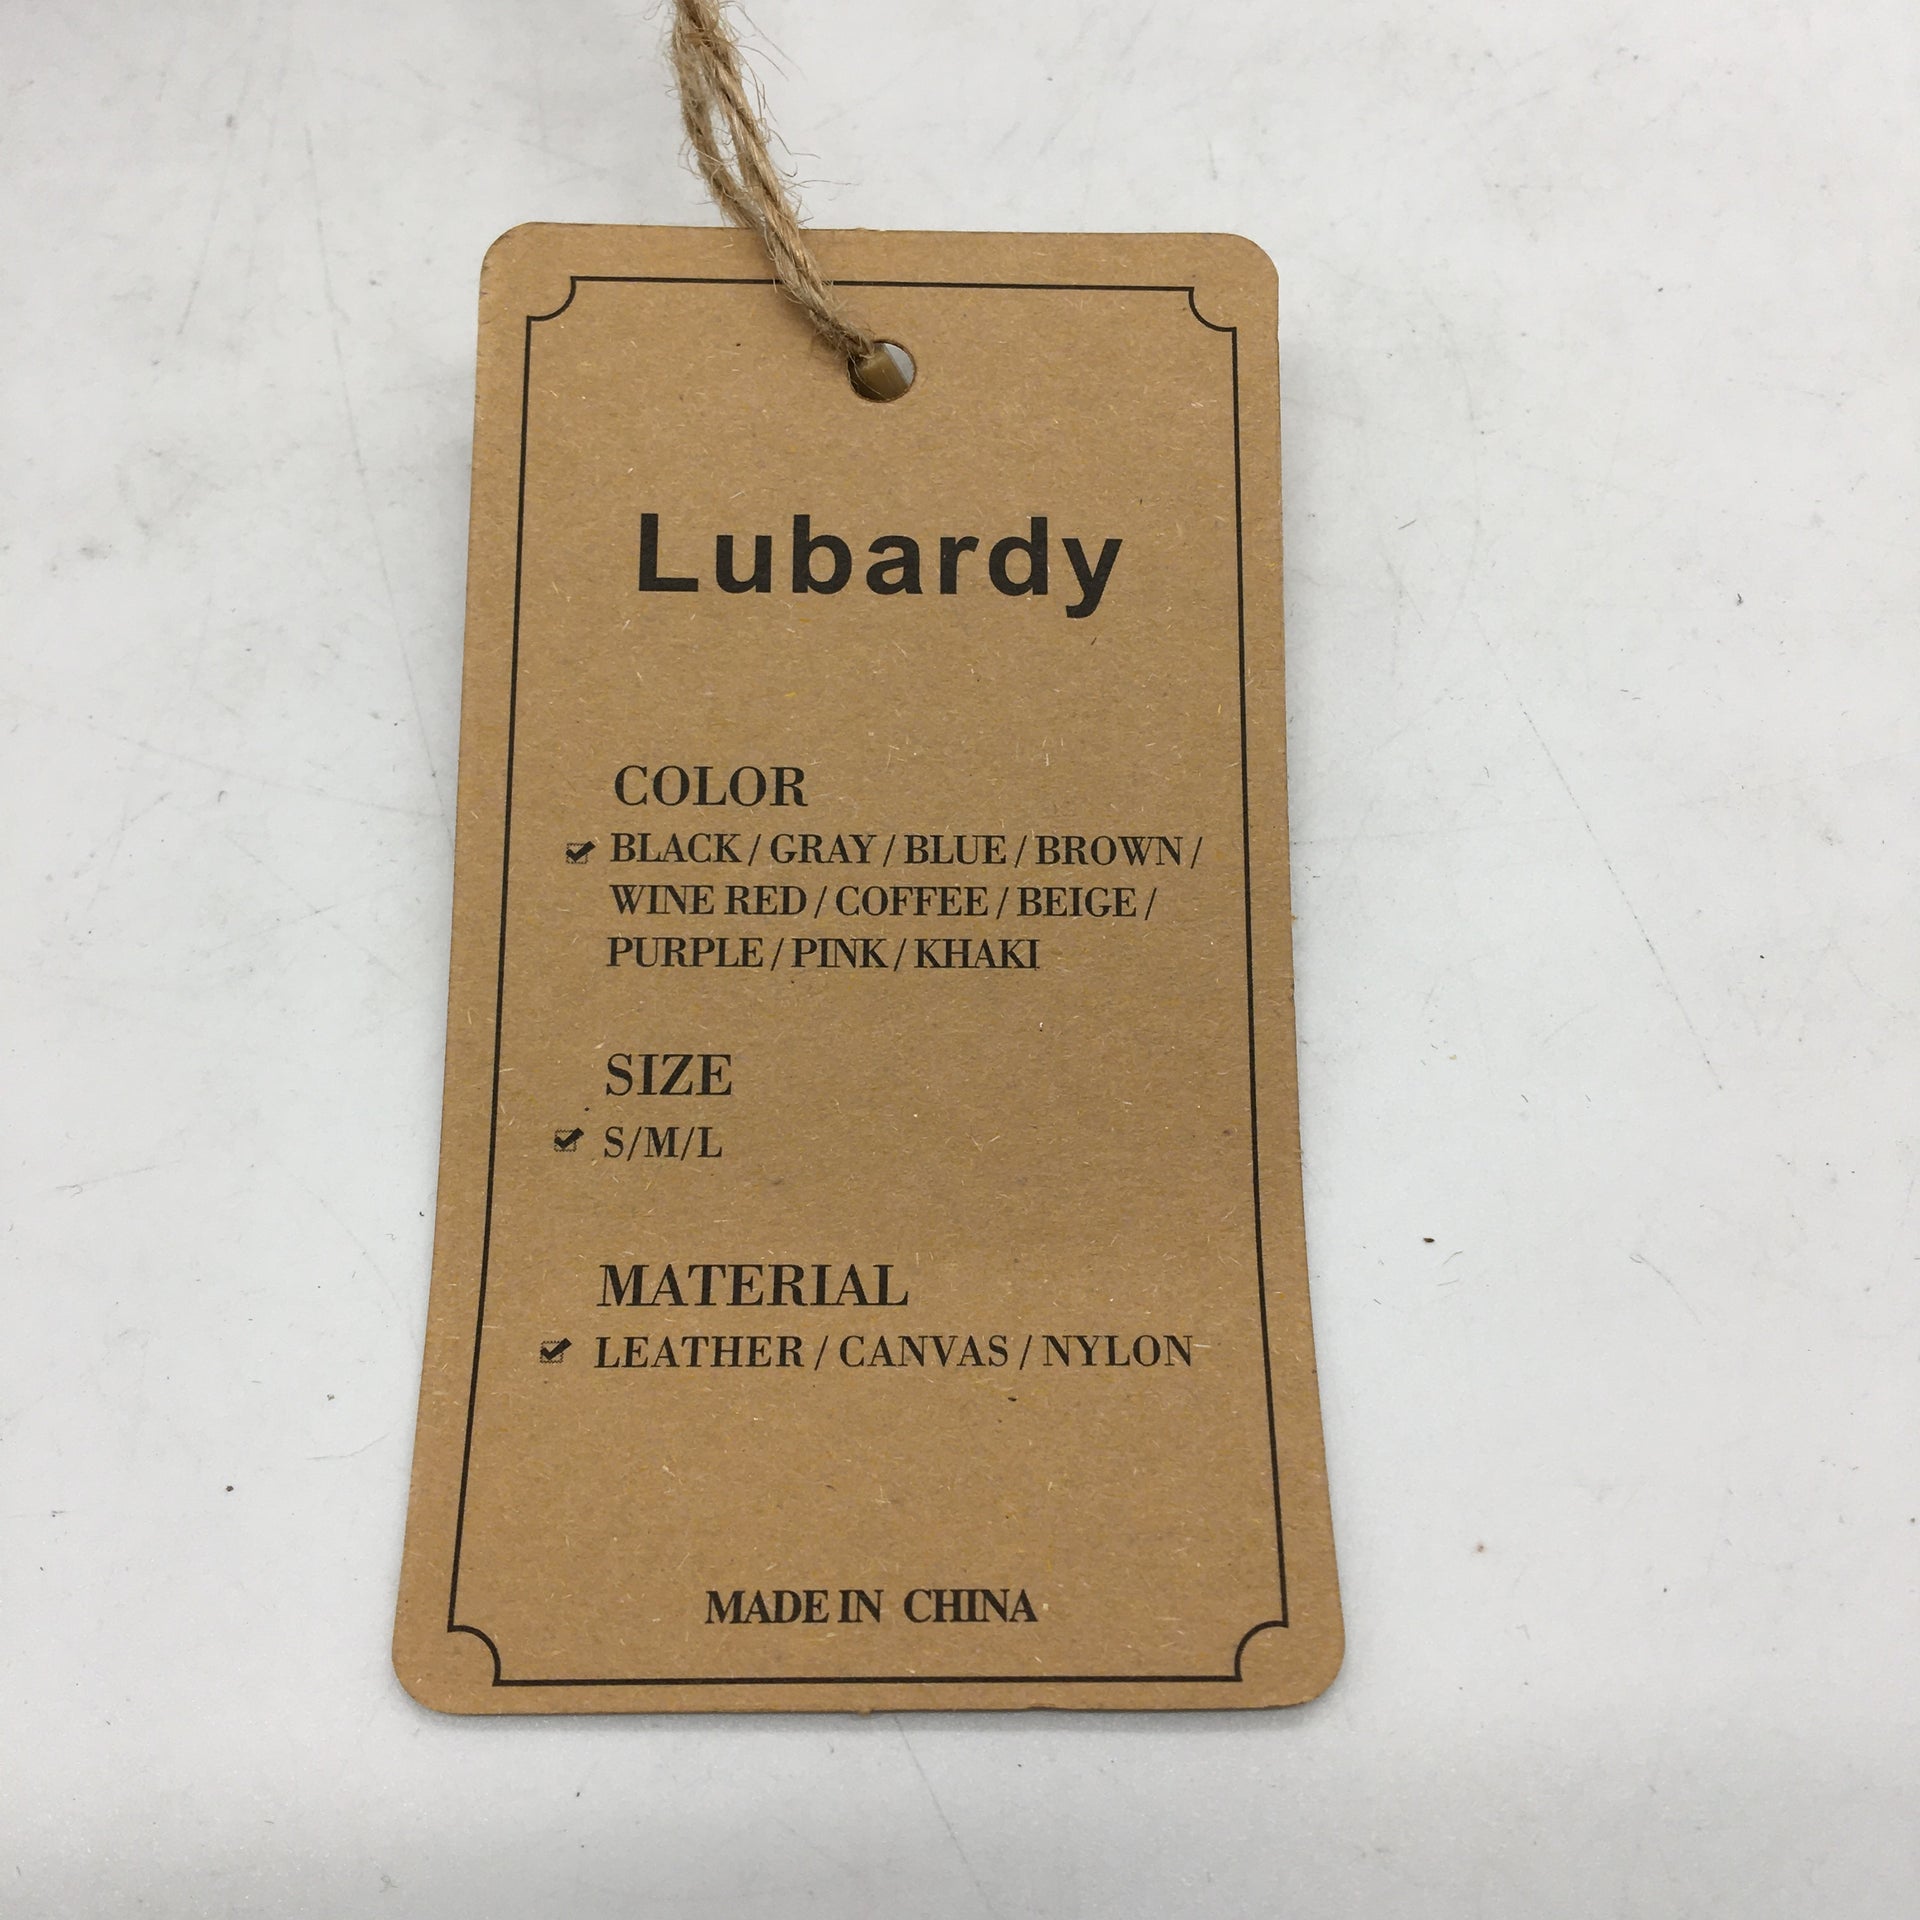 Lubardy
COLOR
BLACK / GRAY / BLUE / BROWN /
WINE RED / COFFEE / BEIGE /
PURPLE / PINK / KHAKI
SIZE
S/M/L
MATERIAL
LEATHER / CANVAS / NYLON
MADE IN CHINA